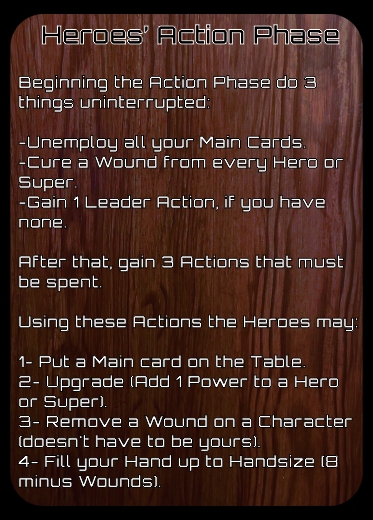 Heroes' Action Phase
Beginning the Action Phase do 3
things uninterrupted:
-Unemploy all your Main Cards.
-Cure a Wound from every Hero or
Super.
-Gain 1 Leader Action, if you have
none.
After that, gain 3 Actions that must
be spent.
Using these Actions the Heroes may:
1- Put a Main card on the Table.
2- Upgrade (Add 1 Power to a Hero
or Super).
3- Remove a Wound on a Character
(doesn't have to be yours).
4- Fill your Hand up to Handsize (8
minus Wounds).